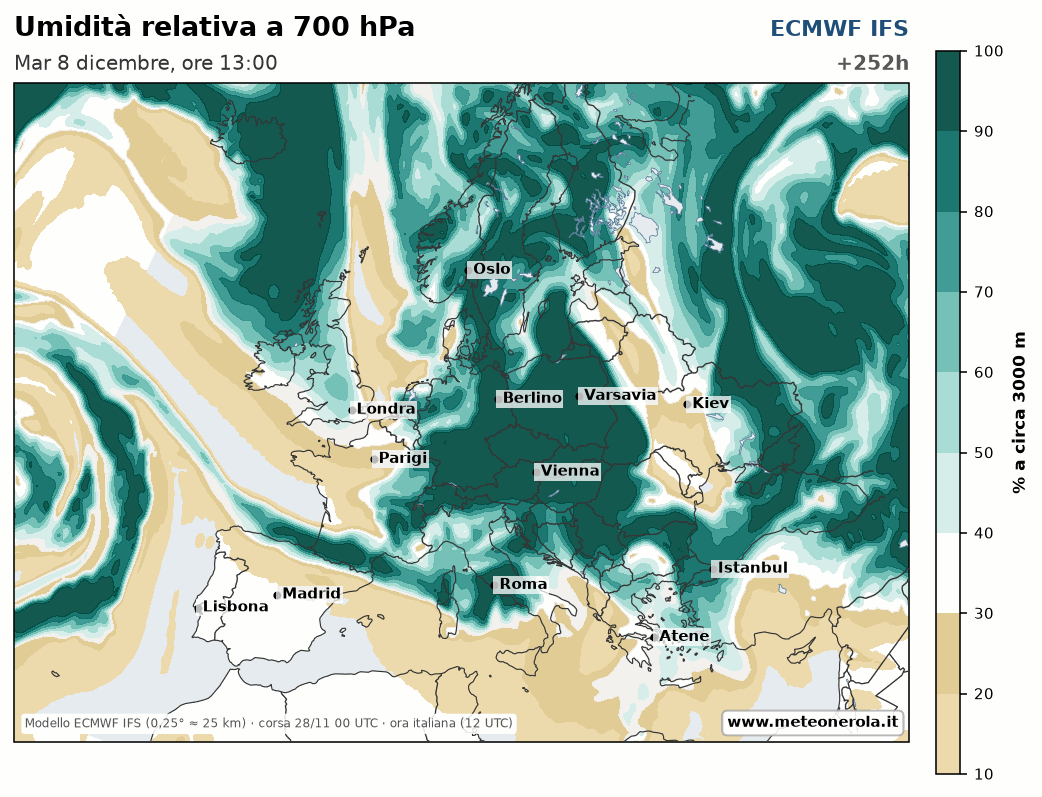 Umidità relativa a 700 hPa
ECMWF IFS
Mar 8 dicembre, ore 13:00
+252h
100
90
80
70
60
50
40
30
20
10
% a circa 3000 m
Oslo
Berlino
Varsavia
Kiev
Londra
Parigi
Vienna
Istanbul
Roma
Madrid
Lisbona
Atene
Modello ECMWF IFS (0,25° ≈ 25 km) · corsa 28/11 00 UTC · ora italiana (12 UTC)
www.meteonerola.it